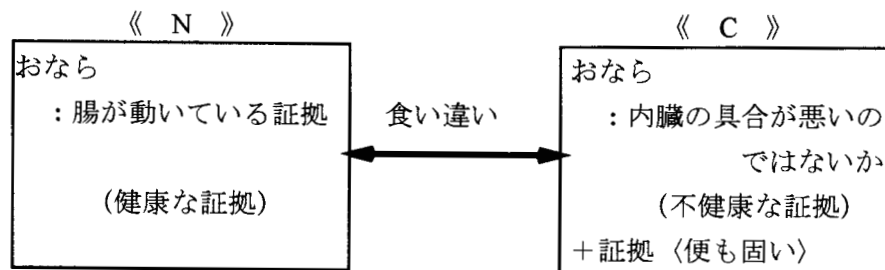 《 N 》
おなら
：腸が動いている証拠
(健康な証拠)
食い違い
《 C 》
おなら
：内臓の具合が悪いの
ではないか
(不健康な証拠)
＋証拠〈便も固い〉